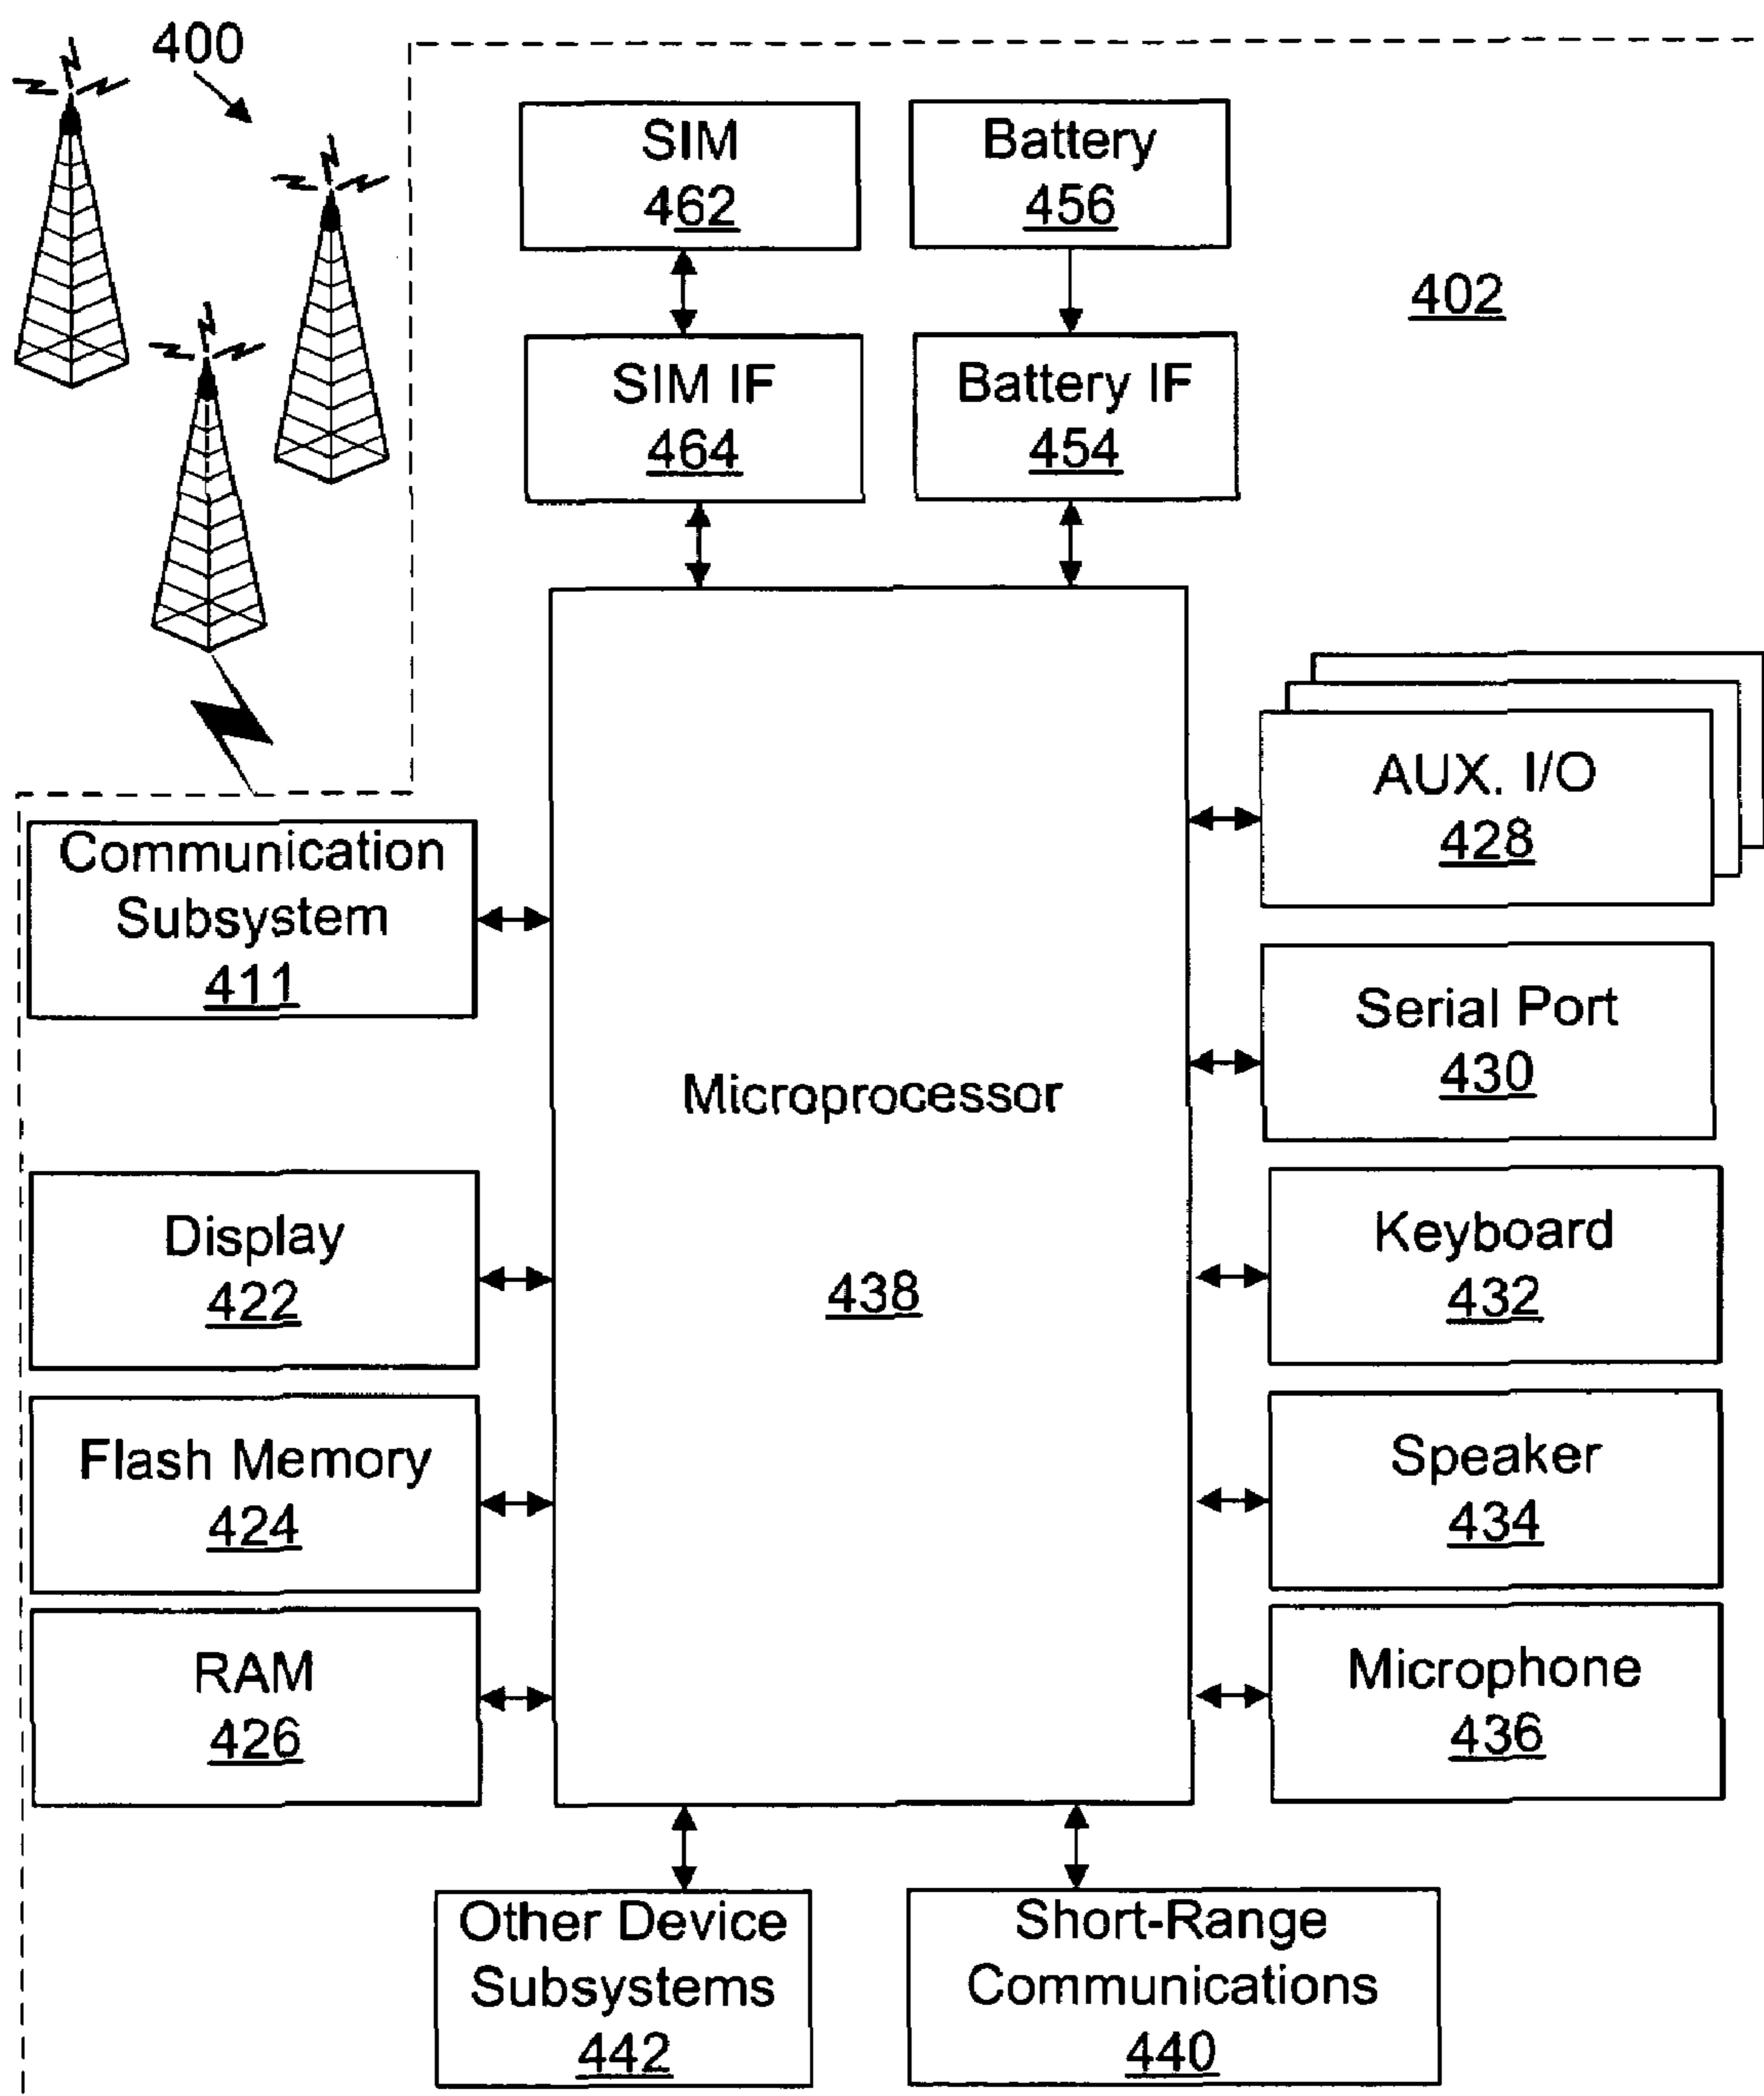 400
SIM
462
Battery
456
402
SIM IF
464
Battery IF
454
AUX. I/O
428
Communication
Subsystem
411
Serial Port
430
Microprocessor
438
Display
422
Keyboard
432
Flash Memory
424
Speaker
434
RAM
426
Microphone
436
Other Device
Subsystems
442
Short-Range
Communications
440